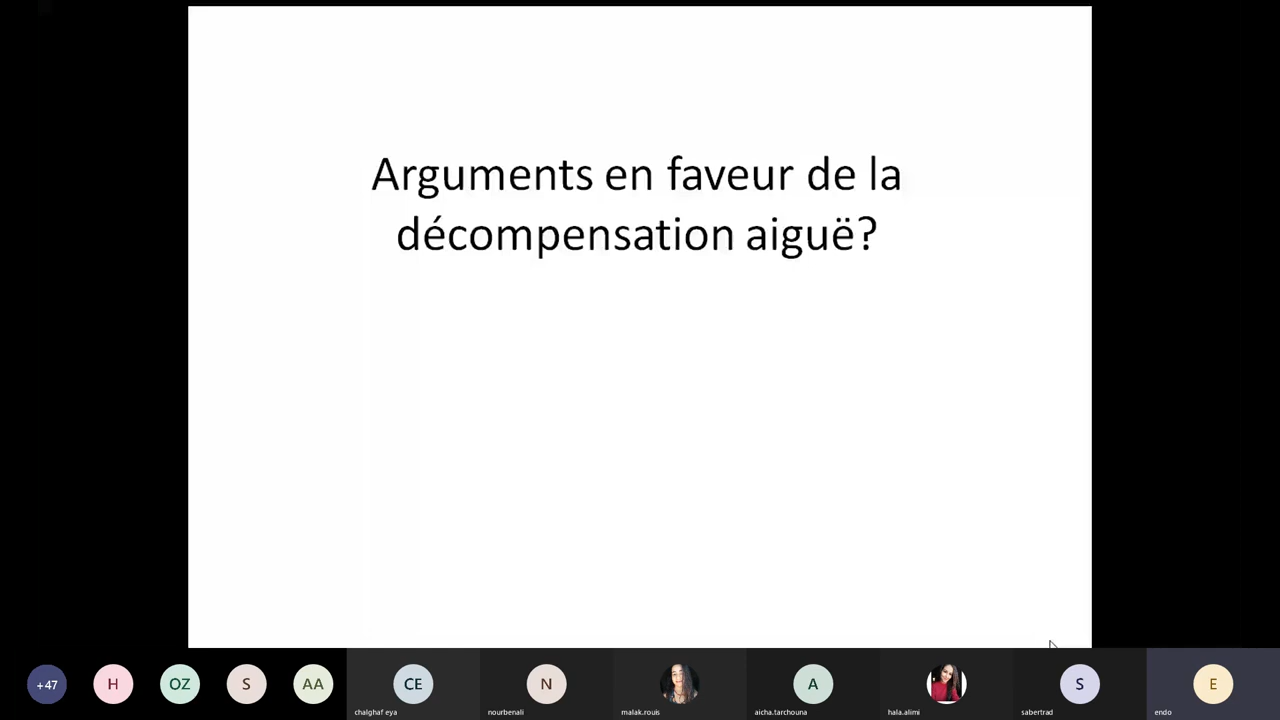 Arguments en faveur de la
décompensation aiguë?
+47
H
OZ
S
AA
CE
N
A
S
E
chalghaf eya
nourbenali
malak.rouis
aicha.tarchouna
hala.alimi
sabertrad
endo